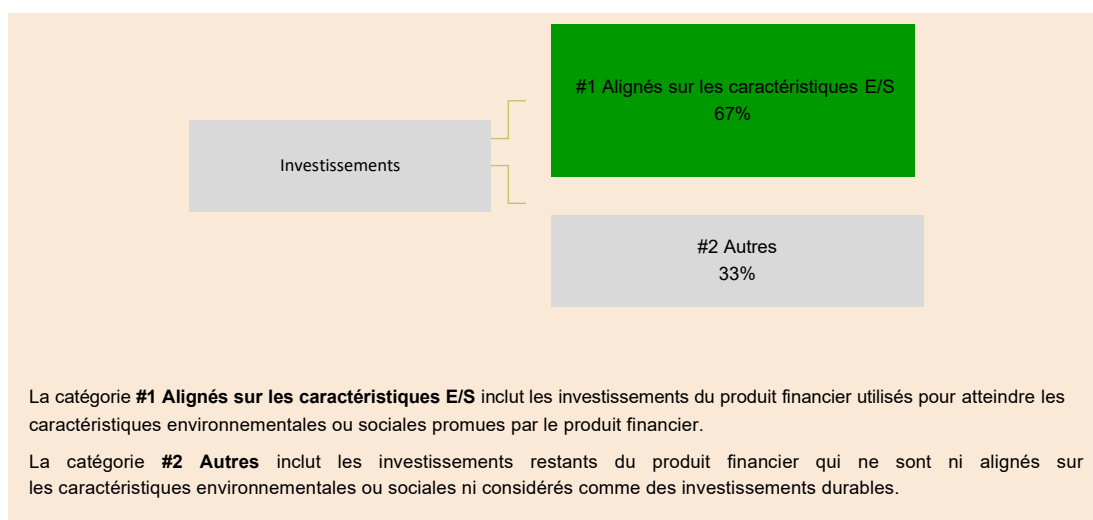 #1 Alignés sur les caractéristiques E/S
67%
Investissements
#2 Autres
33%
La catégorie #1 Alignés sur les caractéristiques E/S inclut les investissements du produit financier utilisés pour atteindre les
caractéristiques environnementales ou sociales promues par le produit financier.
La catégorie #2 Autres inclut les investissements restants du produit financier qui ne sont ni alignés sur
les caractéristiques environnementales ou sociales ni considérés comme des investissements durables.